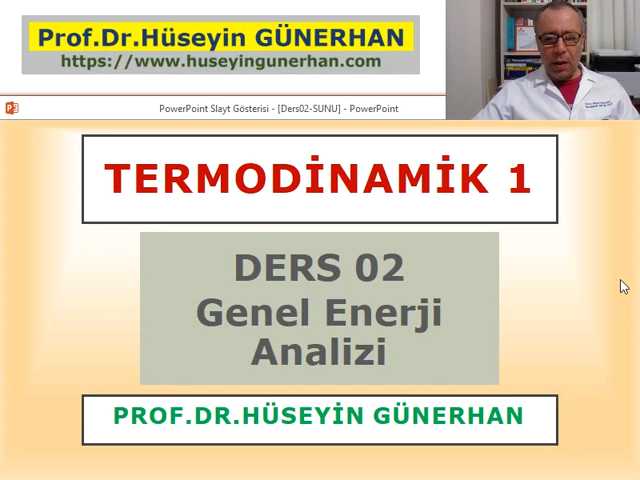 Prof.Dr.Hüseyin GÜNERHAN
https://www.huseyingunerhan.com
PowerPoint Slayt Gösterisi - [Ders02-SUNU] - PowerPoint
TERMODİNAMİK 1
DERS 02
Genel Enerji
Analizi
PROF.DR.HÜSEYİN GÜNERHAN